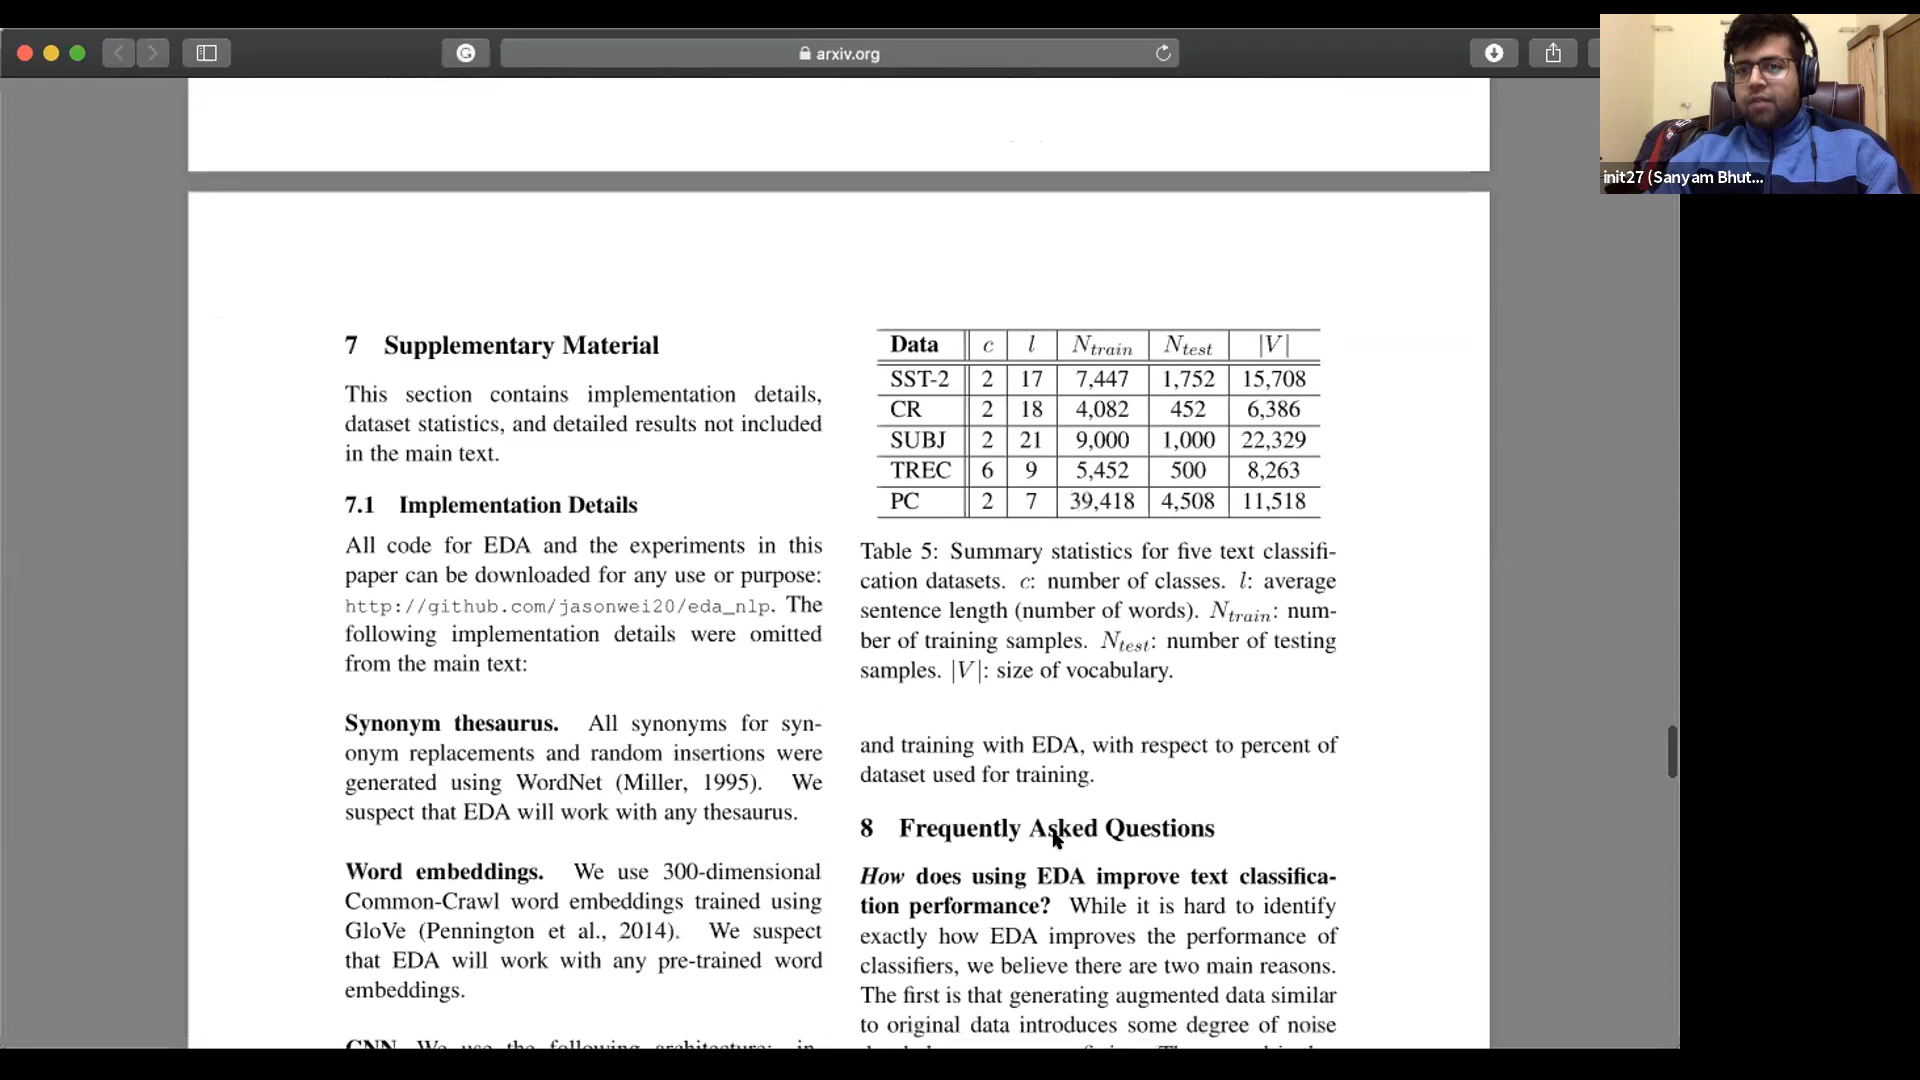 arxiv.org
init27 (Sanyam Bhut...
7 Supplementary Material
This section contains implementation details,
dataset statistics, and detailed results not included
in the main text.
7.1 Implementation Details
All code for EDA and the experiments in this
paper can be downloaded for any use or purpose:
http://github.com/jasonwei20/eda_nlp. The
following implementation details were omitted
from the main text:
Synonym thesaurus. All synonyms for syn-
onym replacements and random insertions were
generated using WordNet (Miller, 1995). We
suspect that EDA will work with any thesaurus.
Word embeddings. We use 300-dimensional
Common-Crawl word embeddings trained using
GloVe (Pennington et al., 2014). We suspect
that EDA will work with any pre-trained word
embeddings.
CNN. We use the following architecture: in-
Data c l N_train N_test |V|
SST-2 2 17 7,447 1,752 15,708
CR 2 18 4,082 452 6,386
SUBJ 2 21 9,000 1,000 22,329
TREC 6 9 5,452 500 8,263
PC 2 7 39,418 4,508 11,518
Table 5: Summary statistics for five text classifi-
cation datasets. c: number of classes. l: average
sentence length (number of words). N_train: num-
ber of training samples. N_test: number of testing
samples. |V|: size of vocabulary.
and training with EDA, with respect to percent of
dataset used for training.
8 Frequently Asked Questions
How does using EDA improve text classifica-
tion performance? While it is hard to identify
exactly how EDA improves the performance of
classifiers, we believe there are two main reasons.
The first is that generating augmented data similar
to original data introduces some degree of noise